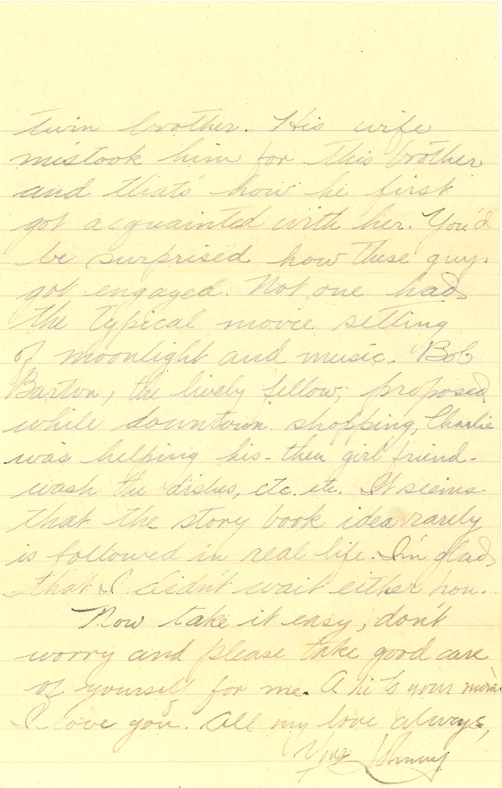 twin brother. His wife
mistook him for this brother
and thats how he first
got acquainted with her. You'd
be surprised how these guys
got engaged. Not one had
the typical movie setting
of moonlight and music. Bob
Barton, the lively fellow, proposed
while downtown shopping, Charlie
was helping his - then girl friend -
wash the dishes, etc. etc. It seems
that the story book idea rarely
is followed in real life. I'm glad
that I didn't wait either hon.
Now take it easy, don't
worry and please take good care
of yourself for me. A hi to your mom
I love you. All my love always,
Your Johnny